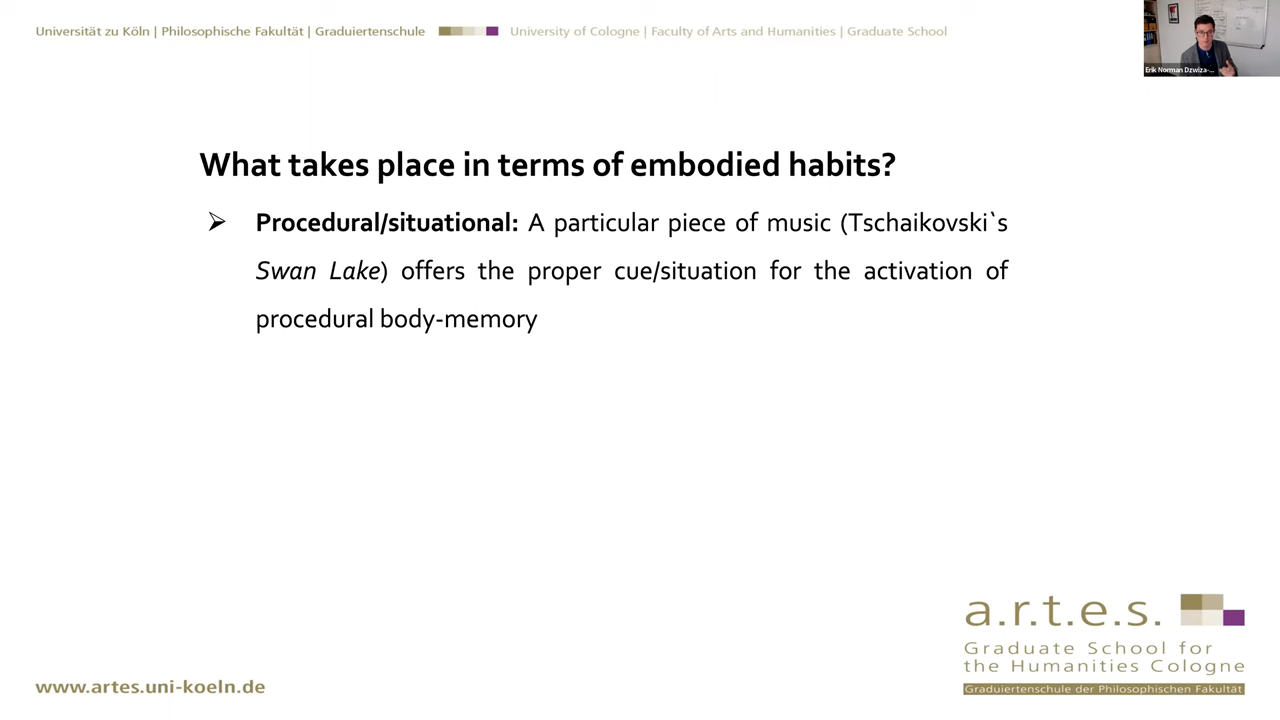 Universität zu Köln | Philosophische Fakultät | Graduiertenschule
University of Cologne | Faculty of Arts and Humanities | Graduate School
Erik Norman Dzwiza-...
What takes place in terms of embodied habits?
➢ Procedural/situational: A particular piece of music (Tschaikovski`s
Swan Lake) offers the proper cue/situation for the activation of
procedural body-memory
a.r.t.e.s.
Graduate School for
the Humanities Cologne
Graduiertenschule der Philosophischen Fakultät
www.artes.uni-koeln.de